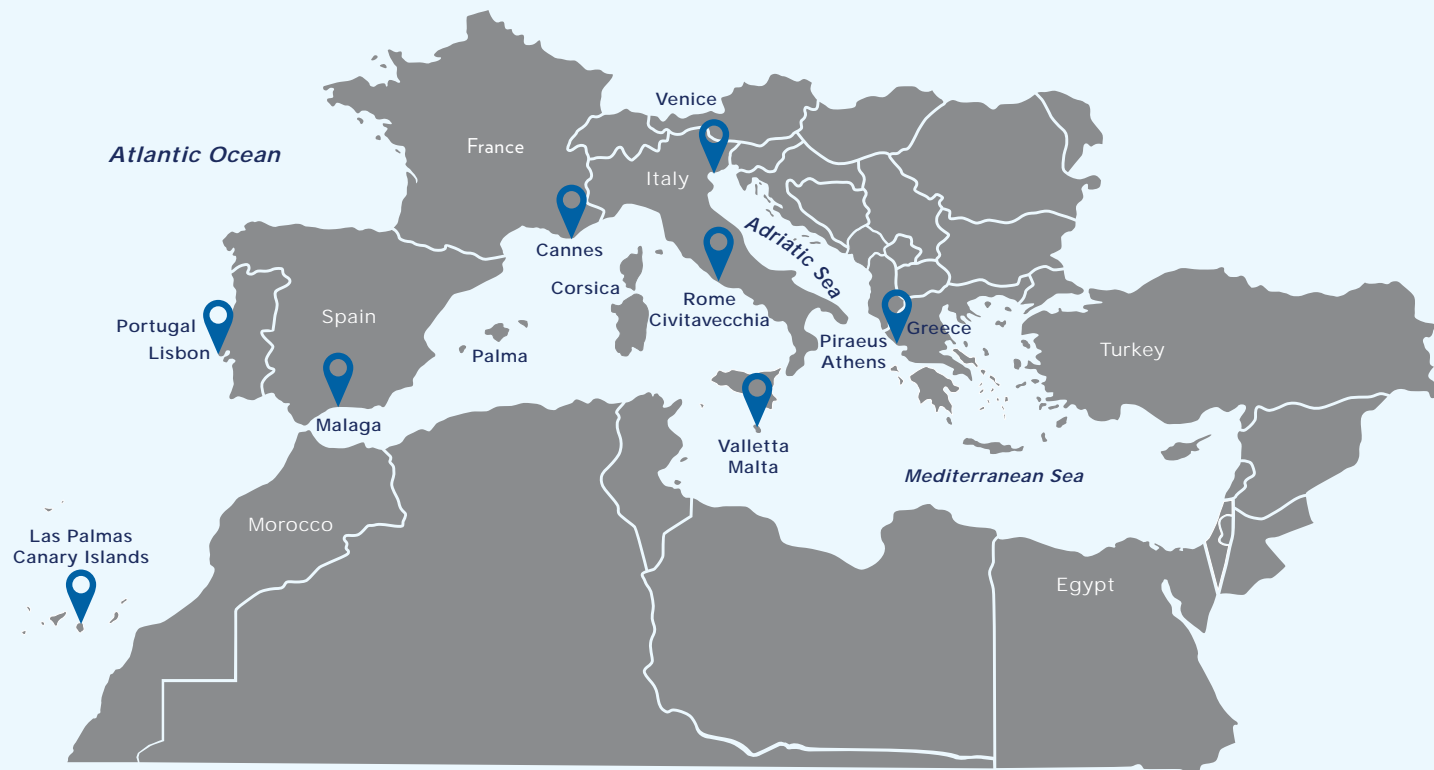 Venice
Atlantic Ocean
France
Italy
Adriatic Sea
Cannes
Corsica
Rome
Civitavecchia
Portugal
Lisbon
Spain
Palma
Piraeus
Athens
Greece
Turkey
Malaga
Valletta
Malta
Mediterranean Sea
Morocco
Las Palmas
Canary Islands
Egypt